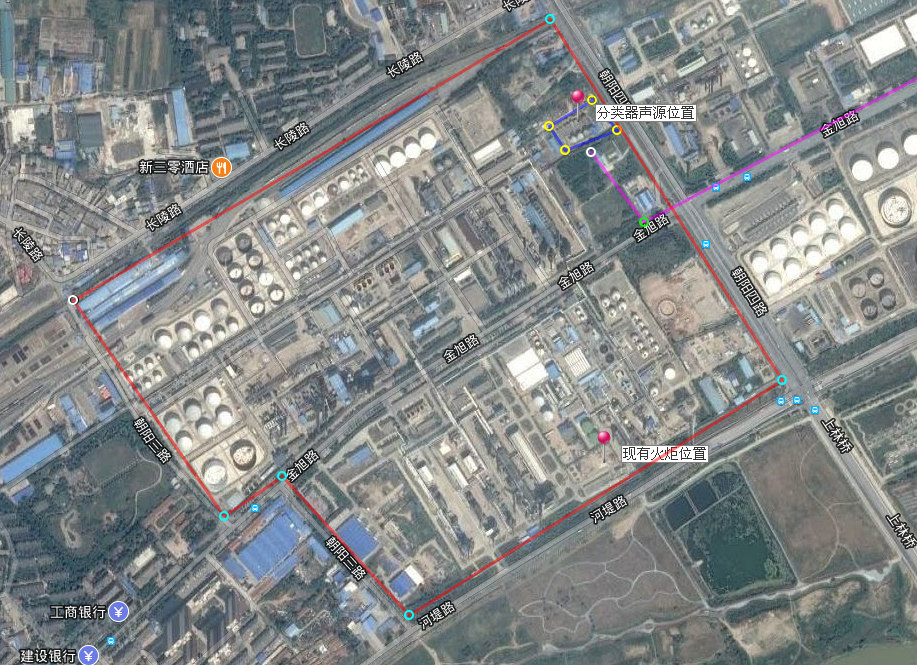 长陵路
长陵路
朝阳四
分类器声源位置
金旭路
长陵路
新三零酒店
长陵路
长陵路
金旭路
金旭路
朝阳四路
金旭路
朝阳三路
上林桥
现有火炬位置
金旭路
河堤路
上林桥
朝阳三路
工商银行
河堤路
建设银行